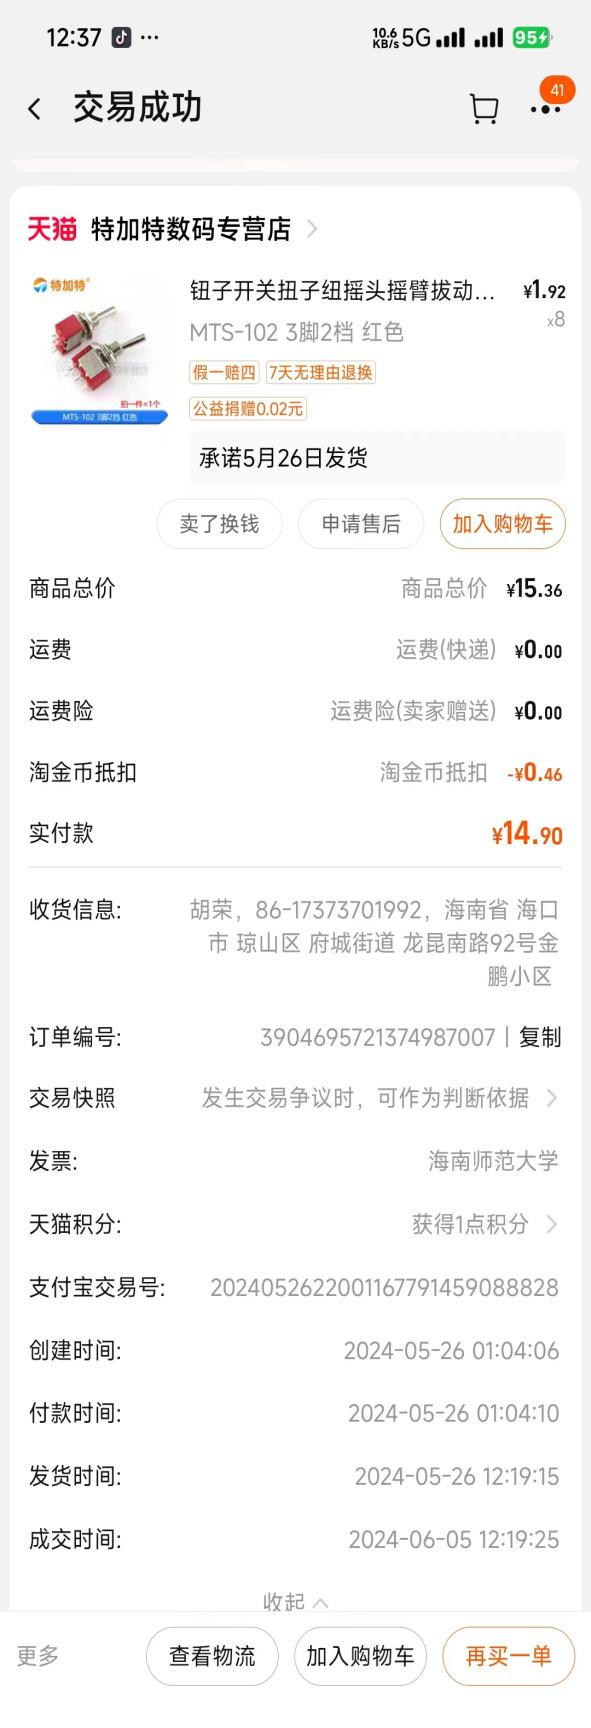 12:37 ··· 10.6 KB/s 5G 95
交易成功 41
天猫 特加特数码专营店
特加特
MTS-102 3脚2档 红色
拍一件=1个
钮子开关扭子纽摇头摇臂拔动... ¥1.92
MTS-102 3脚2档 红色 x8
假一赔四 7天无理由退换
公益捐赠0.02元
承诺5月26日发货
卖了换钱 申请售后 加入购物车
商品总价 商品总价 ¥15.36
运费 运费(快递) ¥0.00
运费险 运费险(卖家赠送) ¥0.00
淘金币抵扣 淘金币抵扣 -¥0.46
实付款 ¥14.90
收货信息: 胡荣，86-17373701992，海南省 海口
市 琼山区 府城街道 龙昆南路92号金
鹏小区
订单编号: 3904695721374987007 | 复制
交易快照 发生交易争议时，可作为判断依据
发票: 海南师范大学
天猫积分: 获得1点积分
支付宝交易号: 2024052622001167791459088828
创建时间: 2024-05-26 01:04:06
付款时间: 2024-05-26 01:04:10
发货时间: 2024-05-26 12:19:15
成交时间: 2024-06-05 12:19:25
收起
更多 查看物流 加入购物车 再买一单